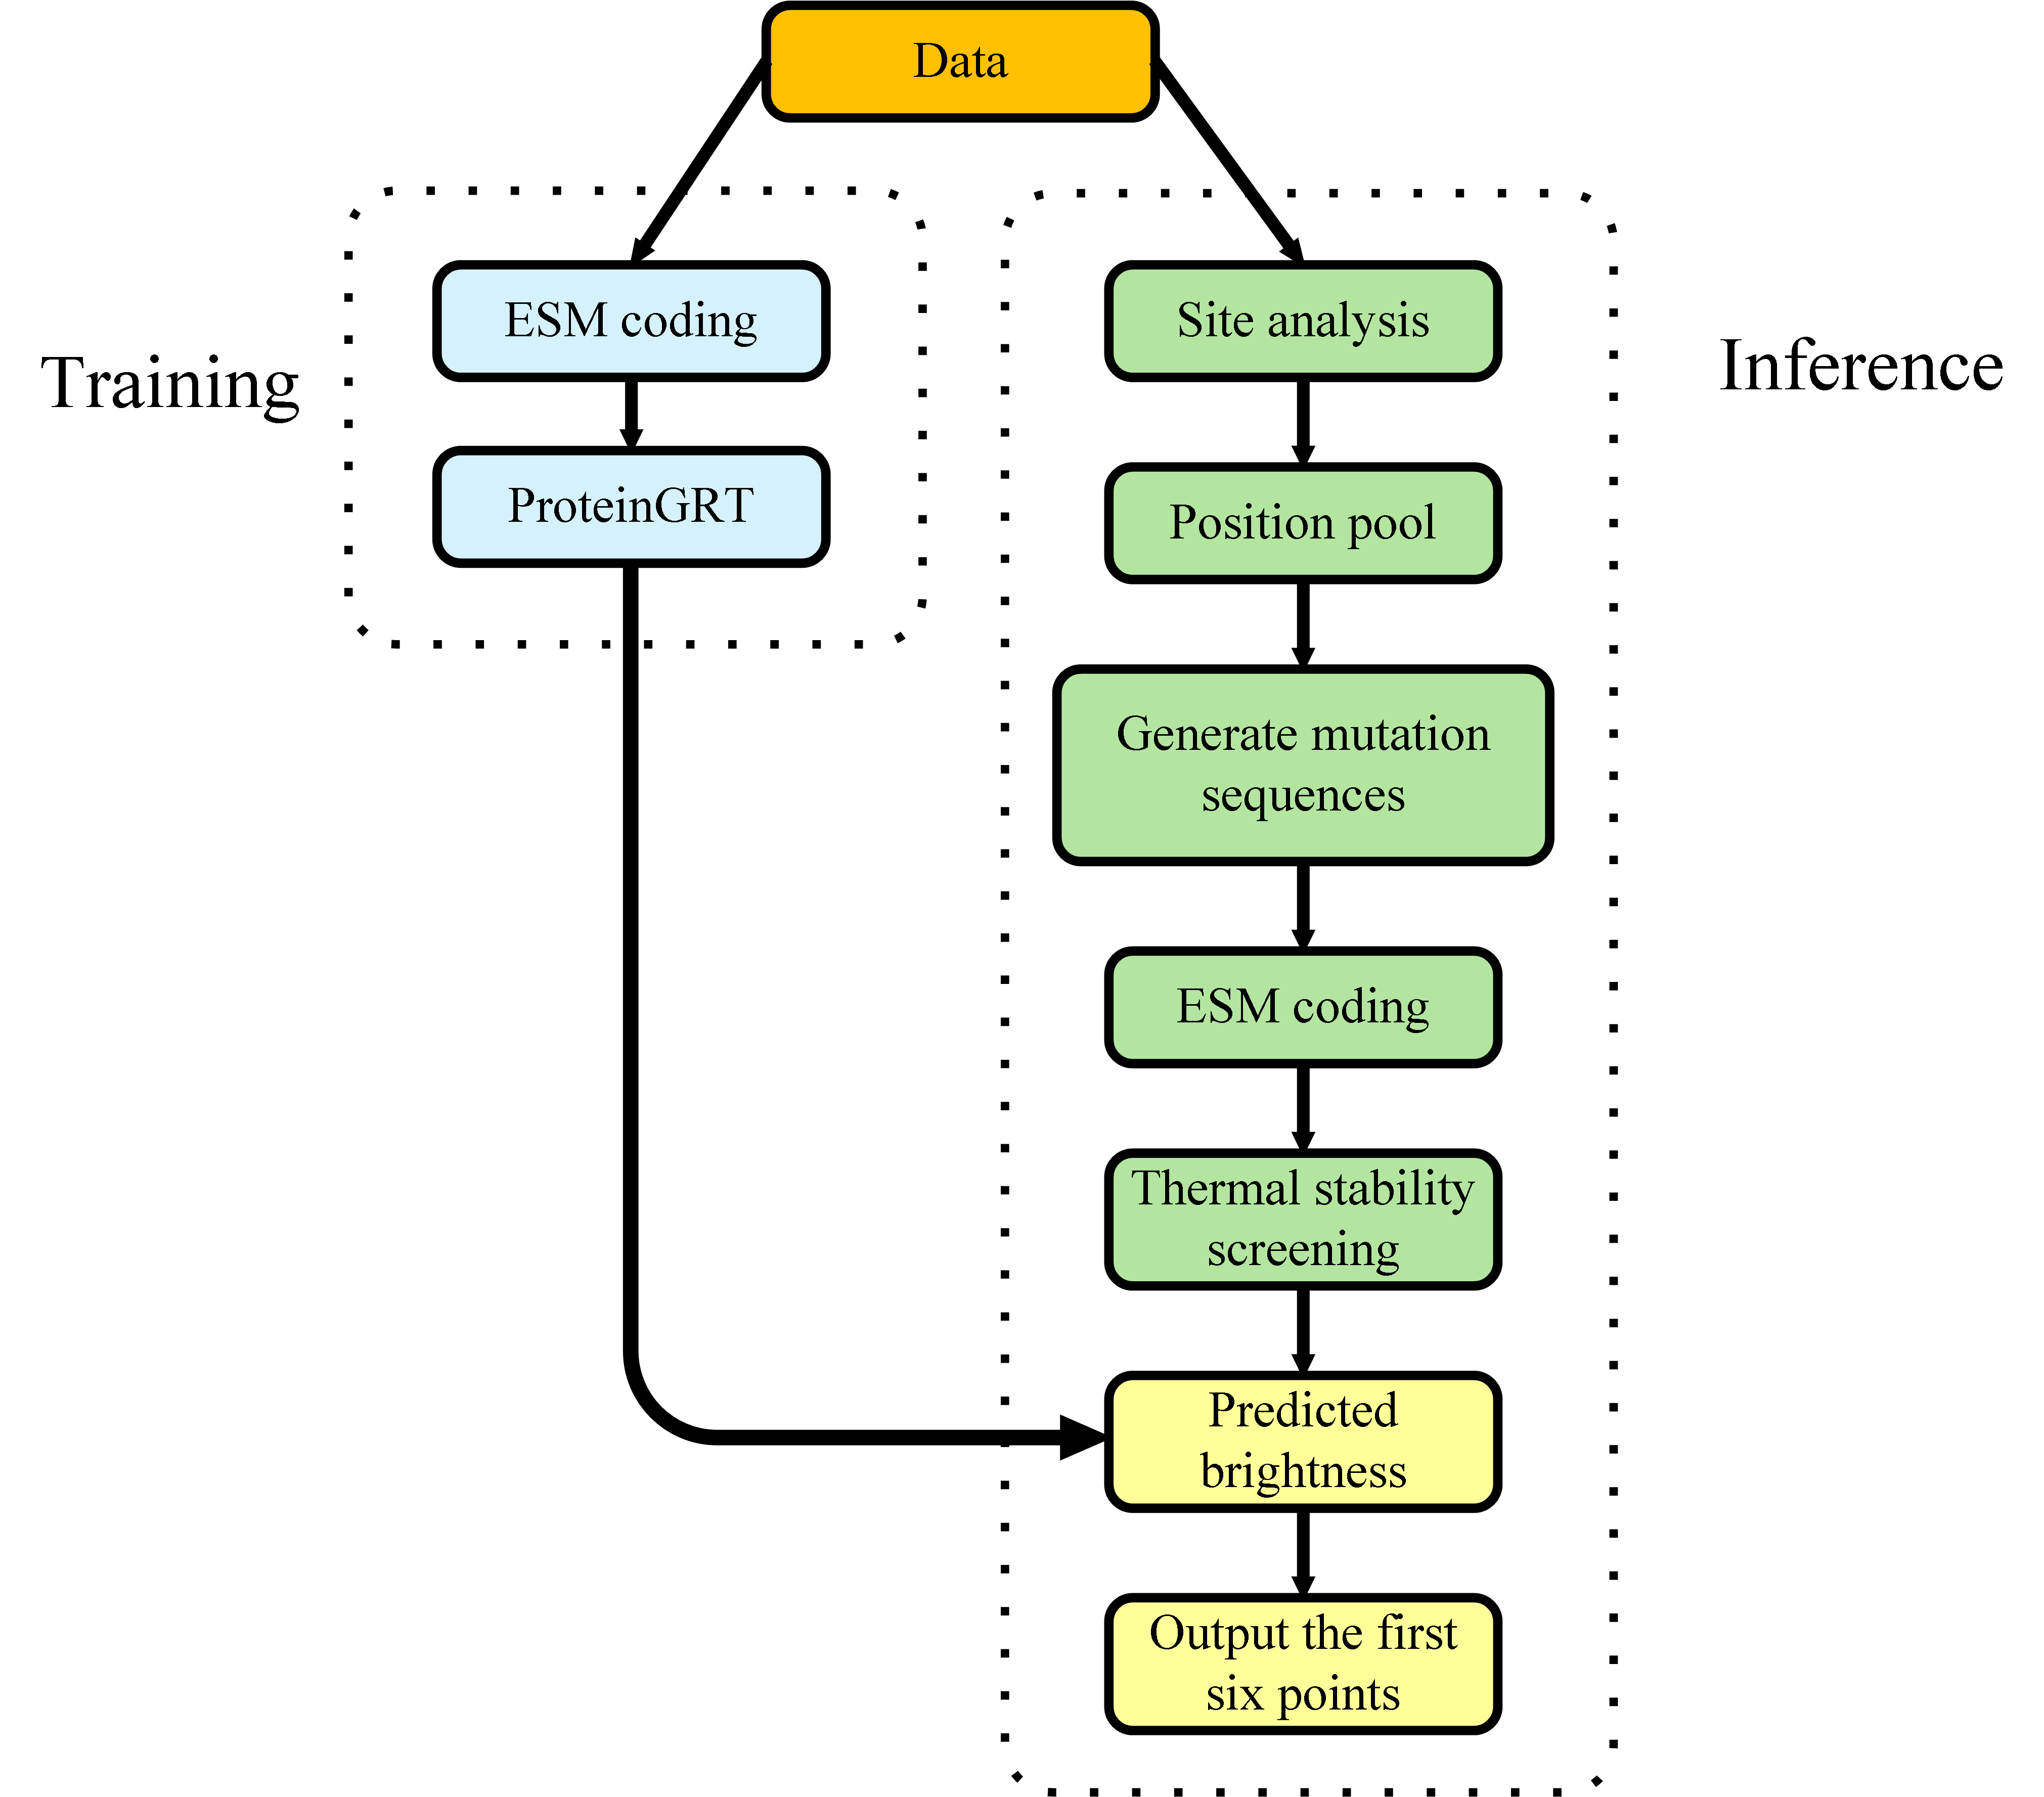 Data
Training
ESM coding
ProteinGRT
Inference
Site analysis
Position pool
Generate mutation
sequences
ESM coding
Thermal stability
screening
Predicted
brightness
Output the first
six points